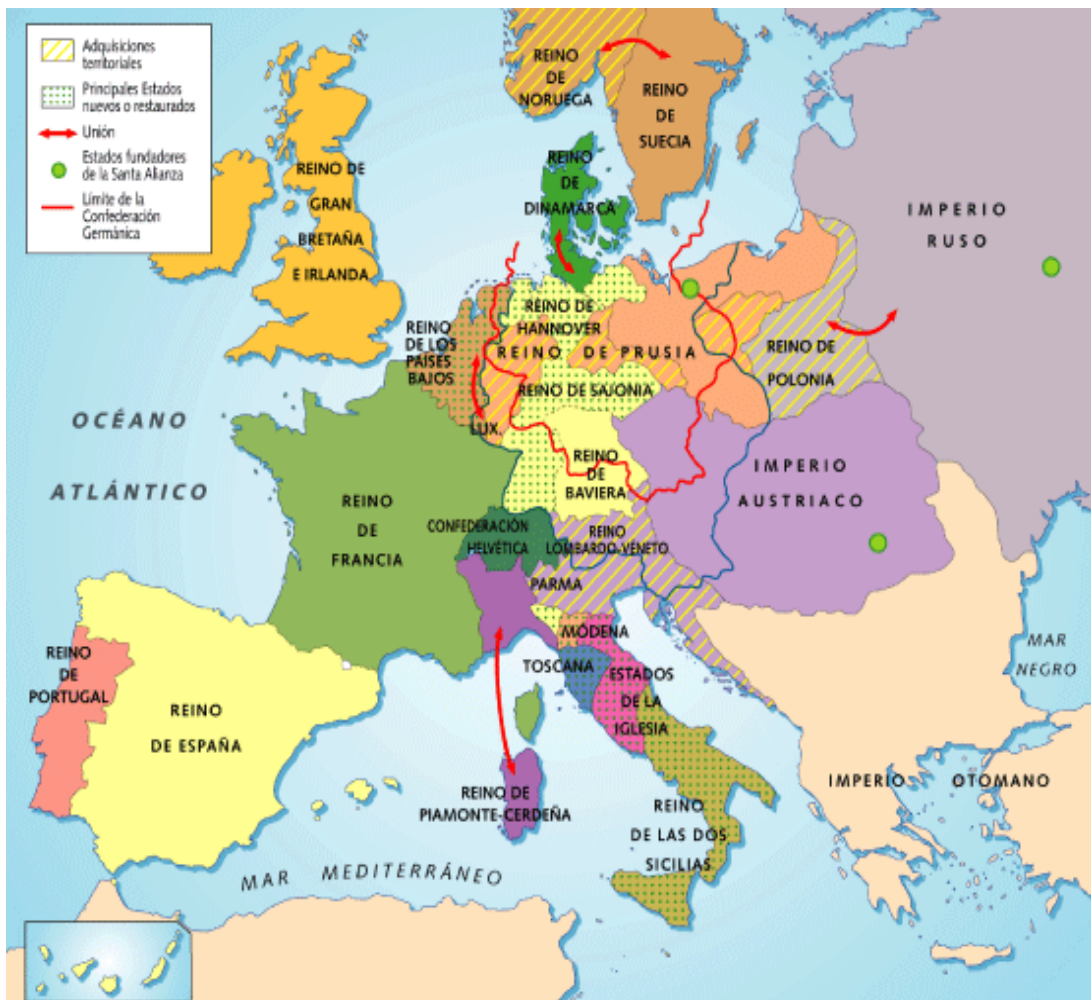 Adquisiciones
territoriales
Principales Estados
nuevos o restaurados
Unión
Estados fundadores
de la Santa Alianza
Límite de la
Confederación
Germánica
REINO
DE
NORUEGA
REINO
DE
SUECIA
REINO DE
GRAN
BRETAÑA
E IRLANDA
REINO
DE
DINAMARCA
IMPERIO
RUSO
REINO DE
HANNOVER
REINO
DE LOS
PAÍSES
BAJOS
REINO DE PRUSIA
REINO DE
POLONIA
REINO DE SAJONIA
LUX.
OCÉANO
ATLÁNTICO
REINO
DE
BAVIERA
IMPERIO
AUSTRIACO
REINO
DE
FRANCIA
CONFEDERACIÓN
HELVÉTICA
REINO
LOMBARDO-VENETO
PARMA
MÓDENA
TOSCANA
ESTADOS
DE LA
IGLESIA
MAR
NEGRO
REINO
DE
PORTUGAL
REINO
DE ESPAÑA
REINO DE
PIAMONTE-CERDEÑA
REINO
DE LAS DOS
SICILIAS
IMPERIO OTOMANO
MAR MEDITERRÁNEO